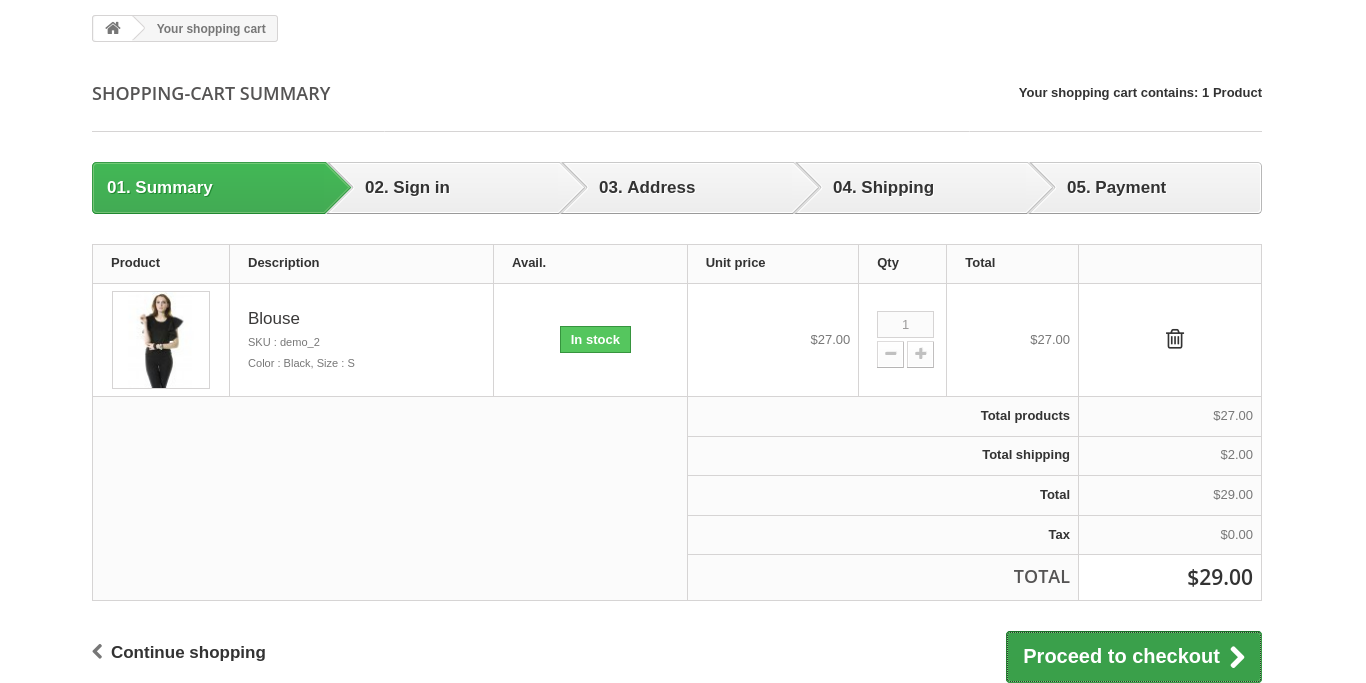 Your shopping cart
SHOPPING-CART SUMMARY
Your shopping cart contains: 1 Product
01. Summary
02. Sign in
03. Address
04. Shipping
05. Payment
Product
Description
Avail.
Unit price
Qty
Total
Blouse
SKU : demo_2
Color : Black, Size : S
In stock
$27.00
1
$27.00
Total products
$27.00
Total shipping
$2.00
Total
$29.00
Tax
$0.00
TOTAL
$29.00
Continue shopping
Proceed to checkout